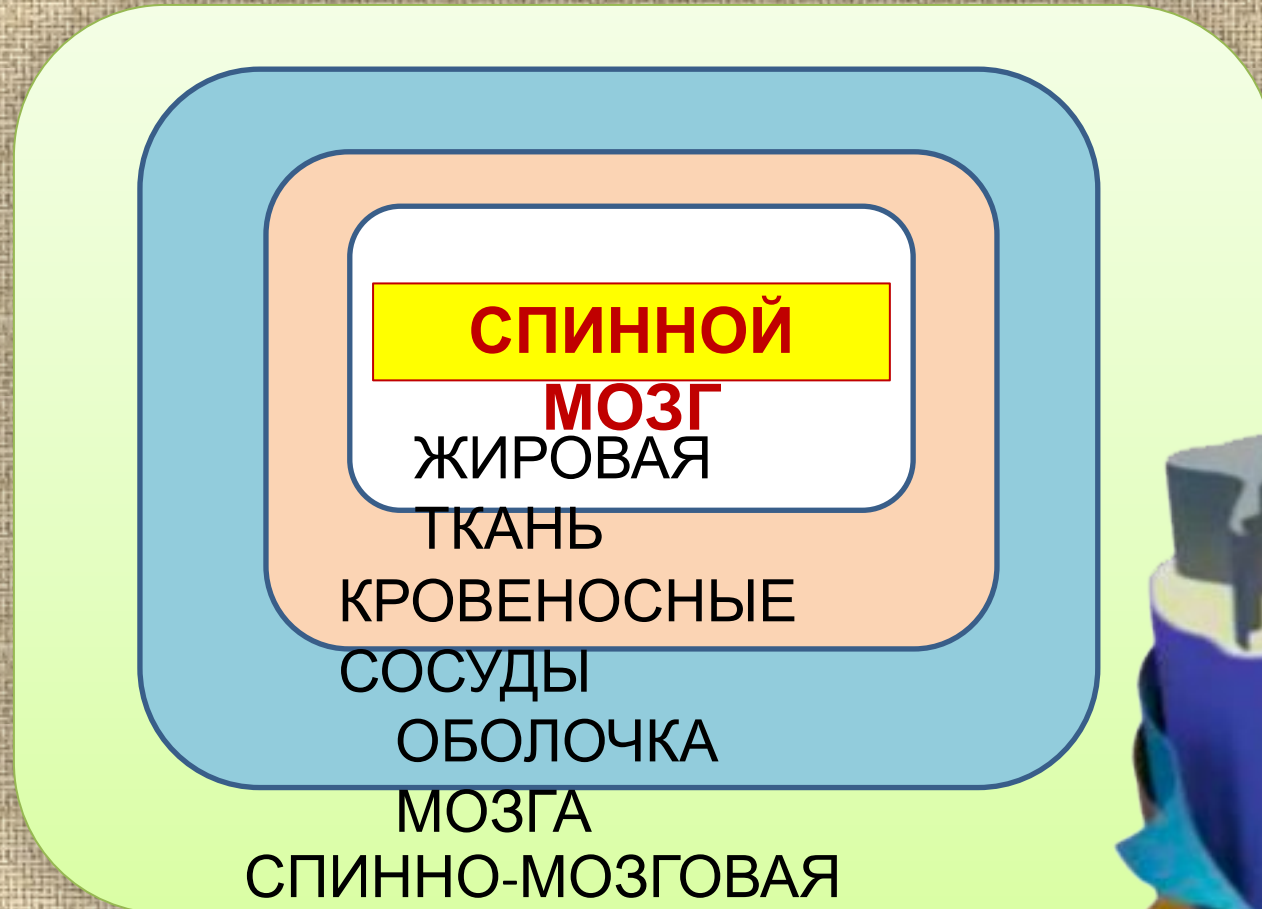 СПИННОЙ
МОЗГ
ЖИРОВАЯ
ТКАНЬ
КРОВЕНОСНЫЕ
СОСУДЫ
ОБОЛОЧКА
МОЗГА
СПИННО-МОЗГОВАЯ